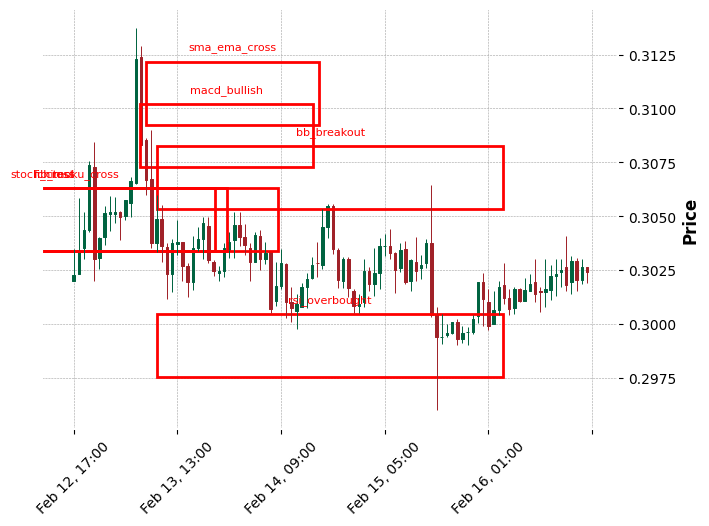 sma_ema_cross
0.3125
macd_bullish
0.3100
bb_breakout
0.3075
0.3050
Price
0.3025
rsi_overbought
0.3000
0.2975
Feb 12, 17:00
Feb 13, 13:00
Feb 14, 09:00
Feb 15, 05:00
Feb 16, 01:00